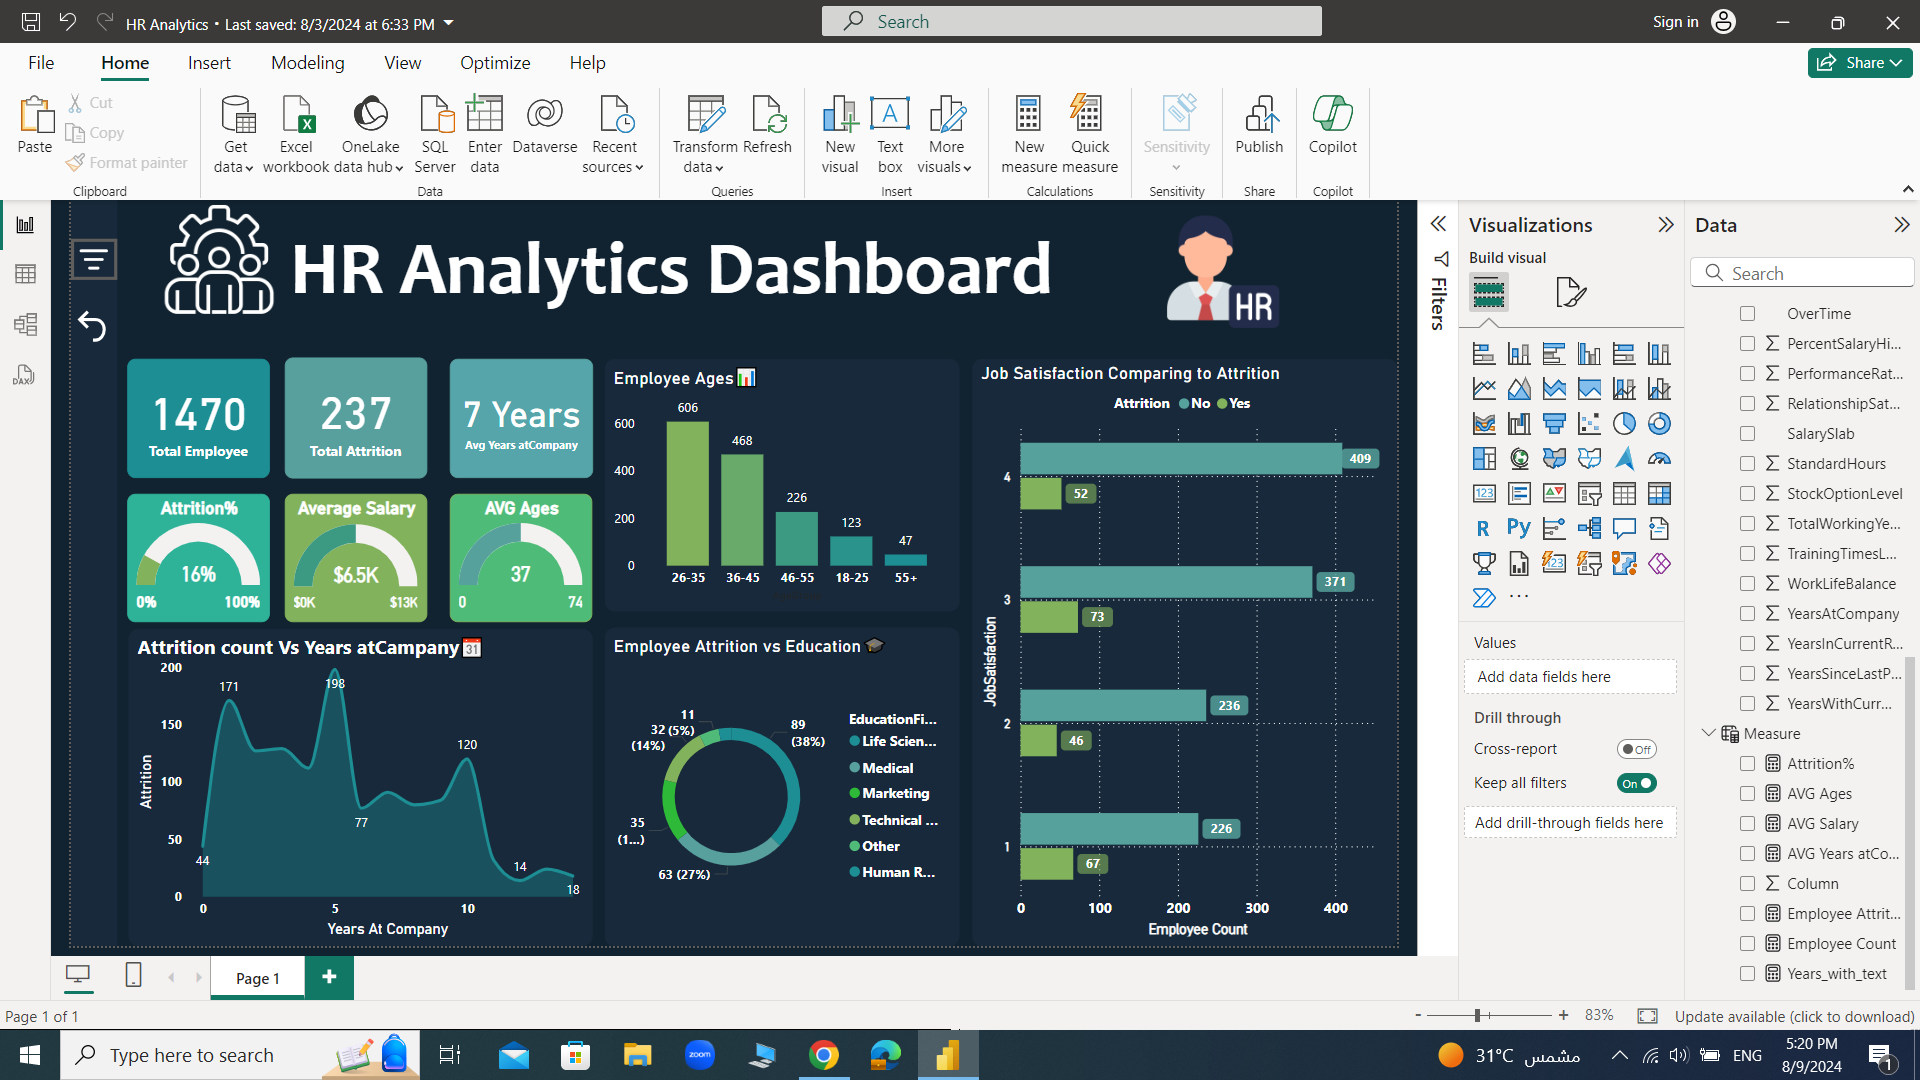 HR Analytics • Last saved: 8/3/2024 at 6:33 PM
Search
Sign in
File Home Insert Modeling View Optimize Help
Share
Paste
Cut
Copy
Format painter
Clipboard
Get data
Excel workbook
OneLake data hub
SQL Server
Enter data
Dataverse
Recent sources
Data
Transform data
Refresh
Queries
New visual
A
Text box
More visuals
Insert
New measure
Quick measure
Calculations
Sensitivity
Sensitivity
Publish
Share
Copilot
Copilot
DAX
HR Analytics Dashboard
HR
1470
Total Employee
237
Total Attrition
7 Years
Avg Years atCompany
Attrition%
16%
0% 100%
Average Salary
$6.5K
$0K $13K
AVG Ages
37
0 74
Employee Ages
600
400
200
0
606
468
226
123
47
26-35 36-45 46-55 18-25 55+
Job Satisfaction Comparing to Attrition
Attrition No Yes
JobSatisfaction
4
409
52
3
371
73
2
236
46
1
226
67
0 100 200 300 400
Employee Count
Attrition count Vs Years atCampany
31
Attrition
200
150
100
50
0
44
171
198
77
120
14
18
0 5 10
Years At Company
Employee Attrition vs Education
89
(38%)
63 (27%)
35
(1...)
32
(14%)
11
(5%)
EducationFi...
Life Scien...
Medical
Marketing
Technical ...
Other
Human R...
Filters
Visualizations
Build visual
123
R
Py
123
Values
Add data fields here
Drill through
Cross-report
Off
Keep all filters
On
Add drill-through fields here
Data
Search
OverTime
PercentSalaryHi...
PerformanceRat...
RelationshipSat...
SalarySlab
StandardHours
StockOptionLevel
TotalWorkingYe...
TrainingTimesL...
WorkLifeBalance
YearsAtCompany
YearsInCurrentR...
YearsSinceLastP...
YearsWithCurr...
Measure
Attrition%
AVG Ages
AVG Salary
AVG Years atCo...
Column
Employee Attrit...
Employee Count
Years_with_text
Page 1
+
Page 1 of 1
- + 83%
Update available (click to download)
Type here to search
zoom
31°C مشمس
ENG
5:20 PM
8/9/2024
1